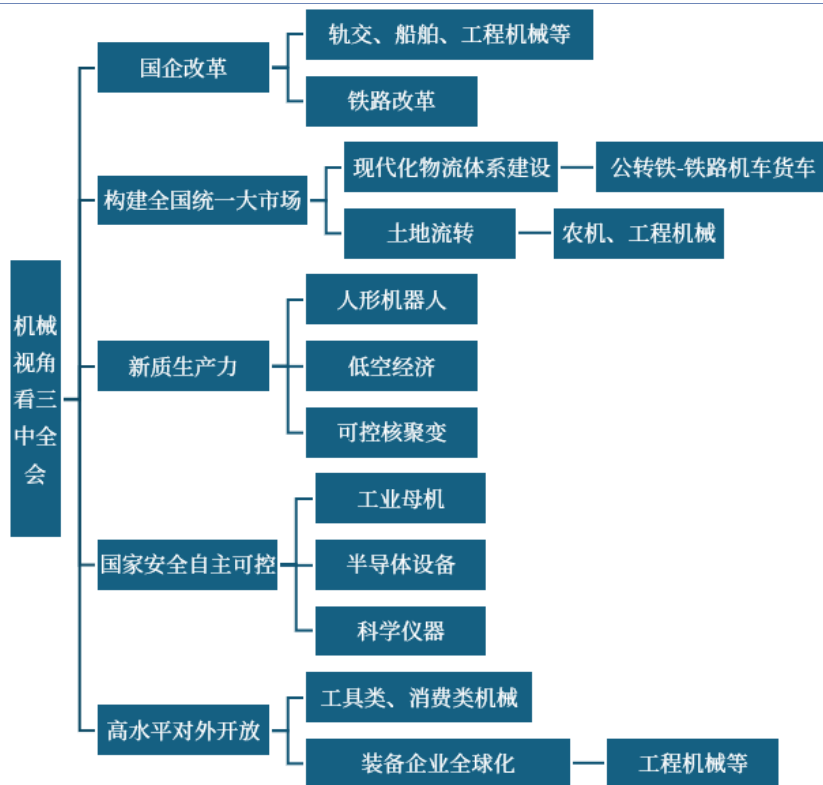 机械
视角
看三
中全
会
国企改革
轨交、船舶、工程机械等
铁路改革
构建全国统一大市场
现代化物流体系建设
公转铁-铁路机车货车
土地流转
农机、工程机械
新质生产力
人形机器人
低空经济
可控核聚变
国家安全自主可控
工业母机
半导体设备
科学仪器
高水平对外开放
工具类、消费类机械
装备企业全球化
工程机械等